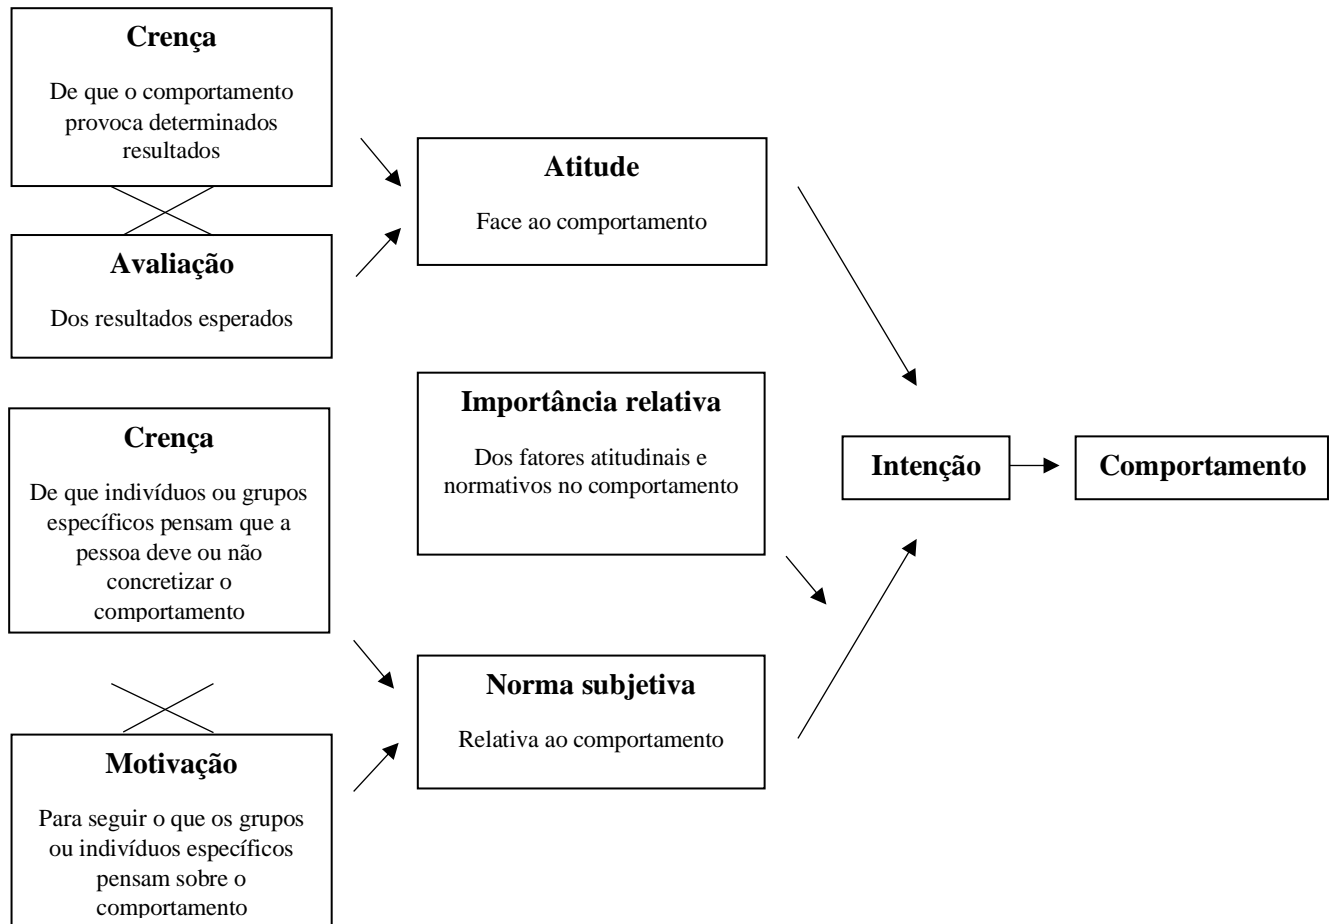 Crença
De que o comportamento
provoca determinados
resultados
Avaliação
Dos resultados esperados
Crença
De que indivíduos ou grupos
específicos pensam que a
pessoa deve ou não
concretizar o
comportamento
Motivação
Para seguir o que os grupos
ou indivíduos específicos
pensam sobre o
comportamento
Atitude
Face ao comportamento
Importância relativa
Dos fatores atitudinais e
normativos no comportamento
Norma subjetiva
Relativa ao comportamento
Intenção
Comportamento